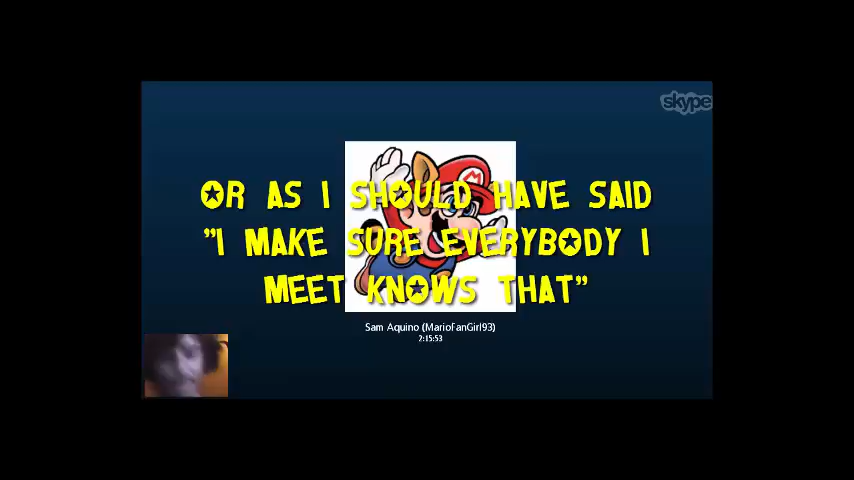 skype
OR AS I SHOULD HAVE SAID
"I MAKE SURE EVERYBODY I
MEET KNOWS THAT"
Sam Aquino (MarioFanGirl93)
2:15:53